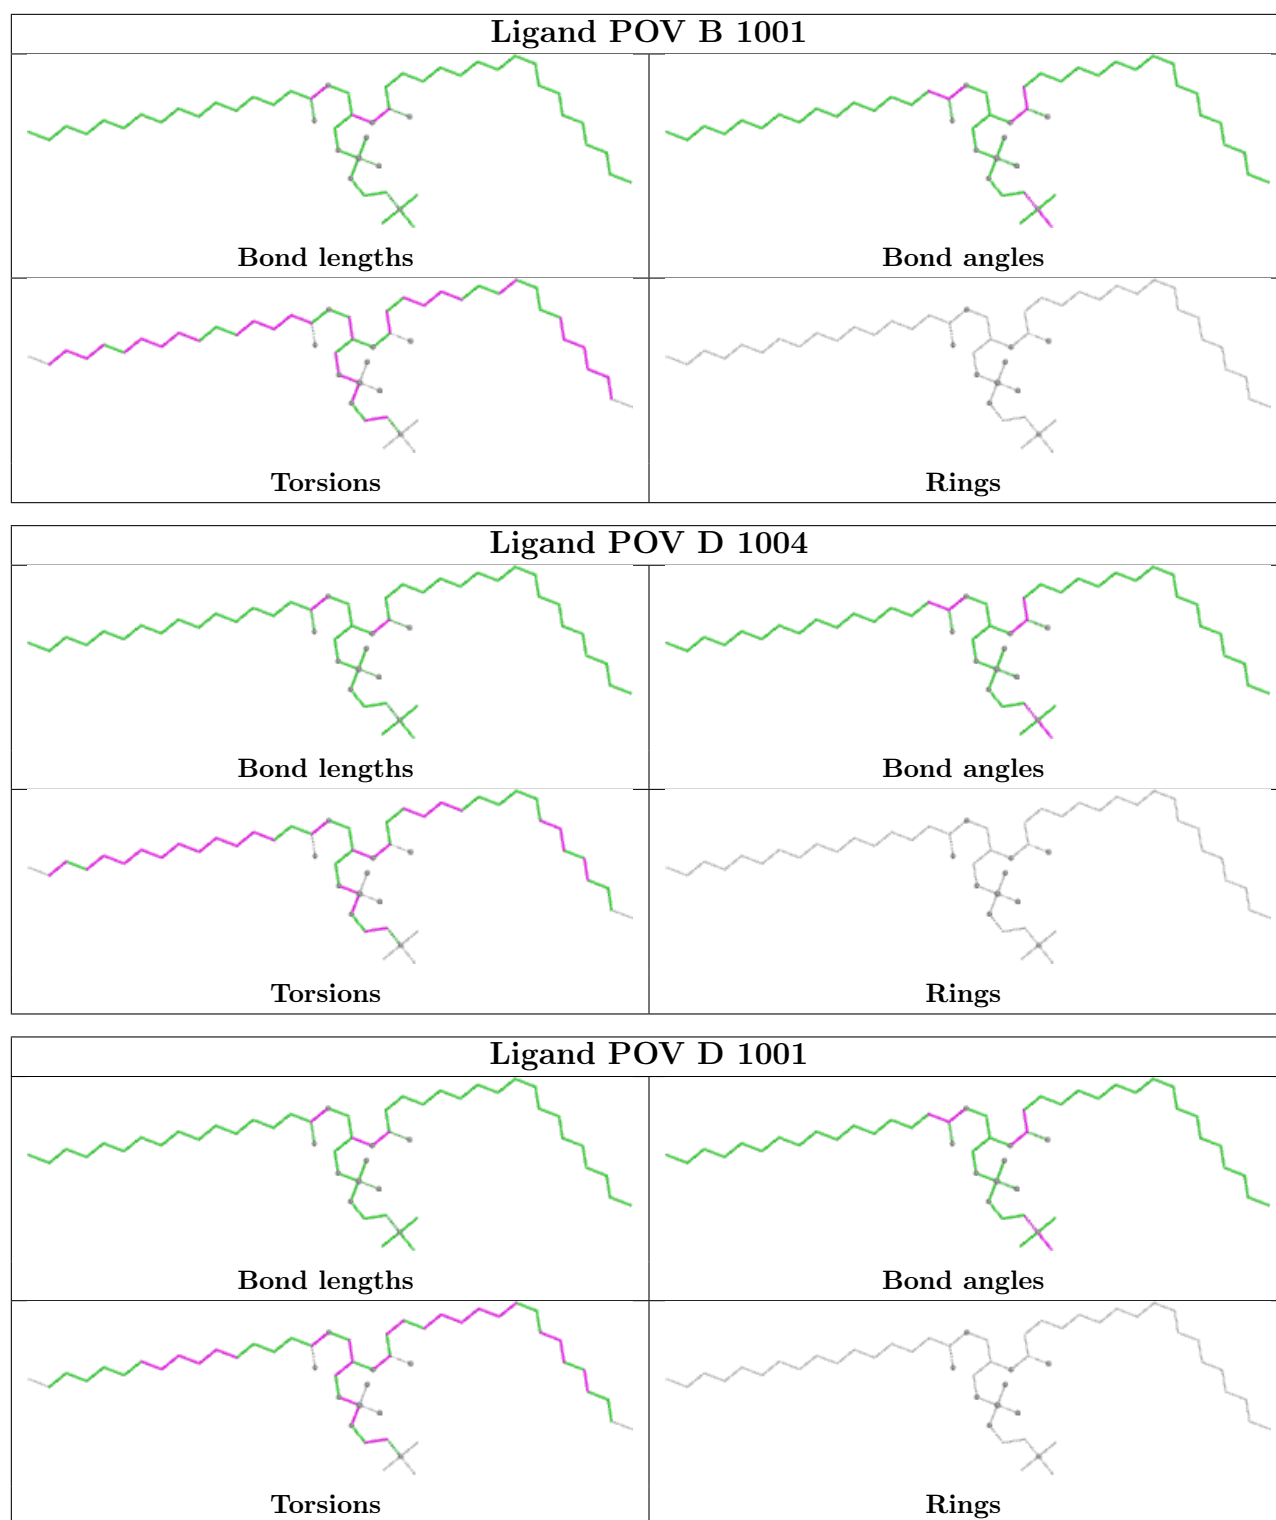 Ligand POV B 1001
Bond lengths
Bond angles
Torsions
Rings
Ligand POV D 1004
Bond lengths
Bond angles
Torsions
Rings
Ligand POV D 1001
Bond lengths
Bond angles
Torsions
Rings